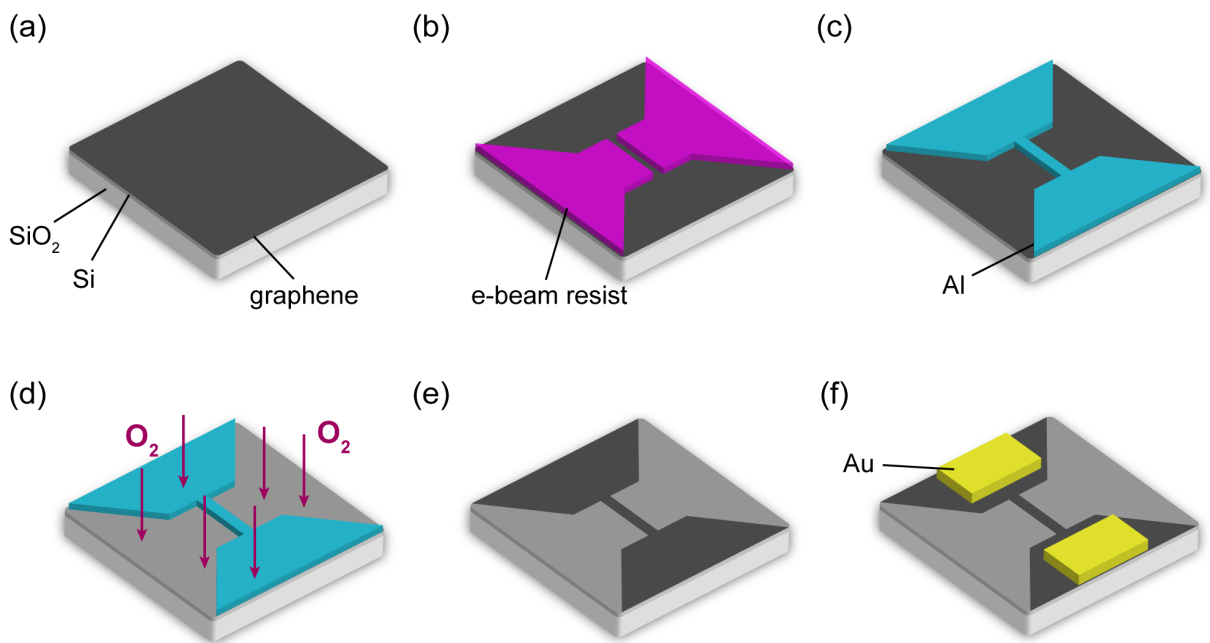 (a)
(b)
(c)
SiO₂
Si
graphene
e-beam resist
Al
(d)
(e)
(f)
O₂
O₂
Au